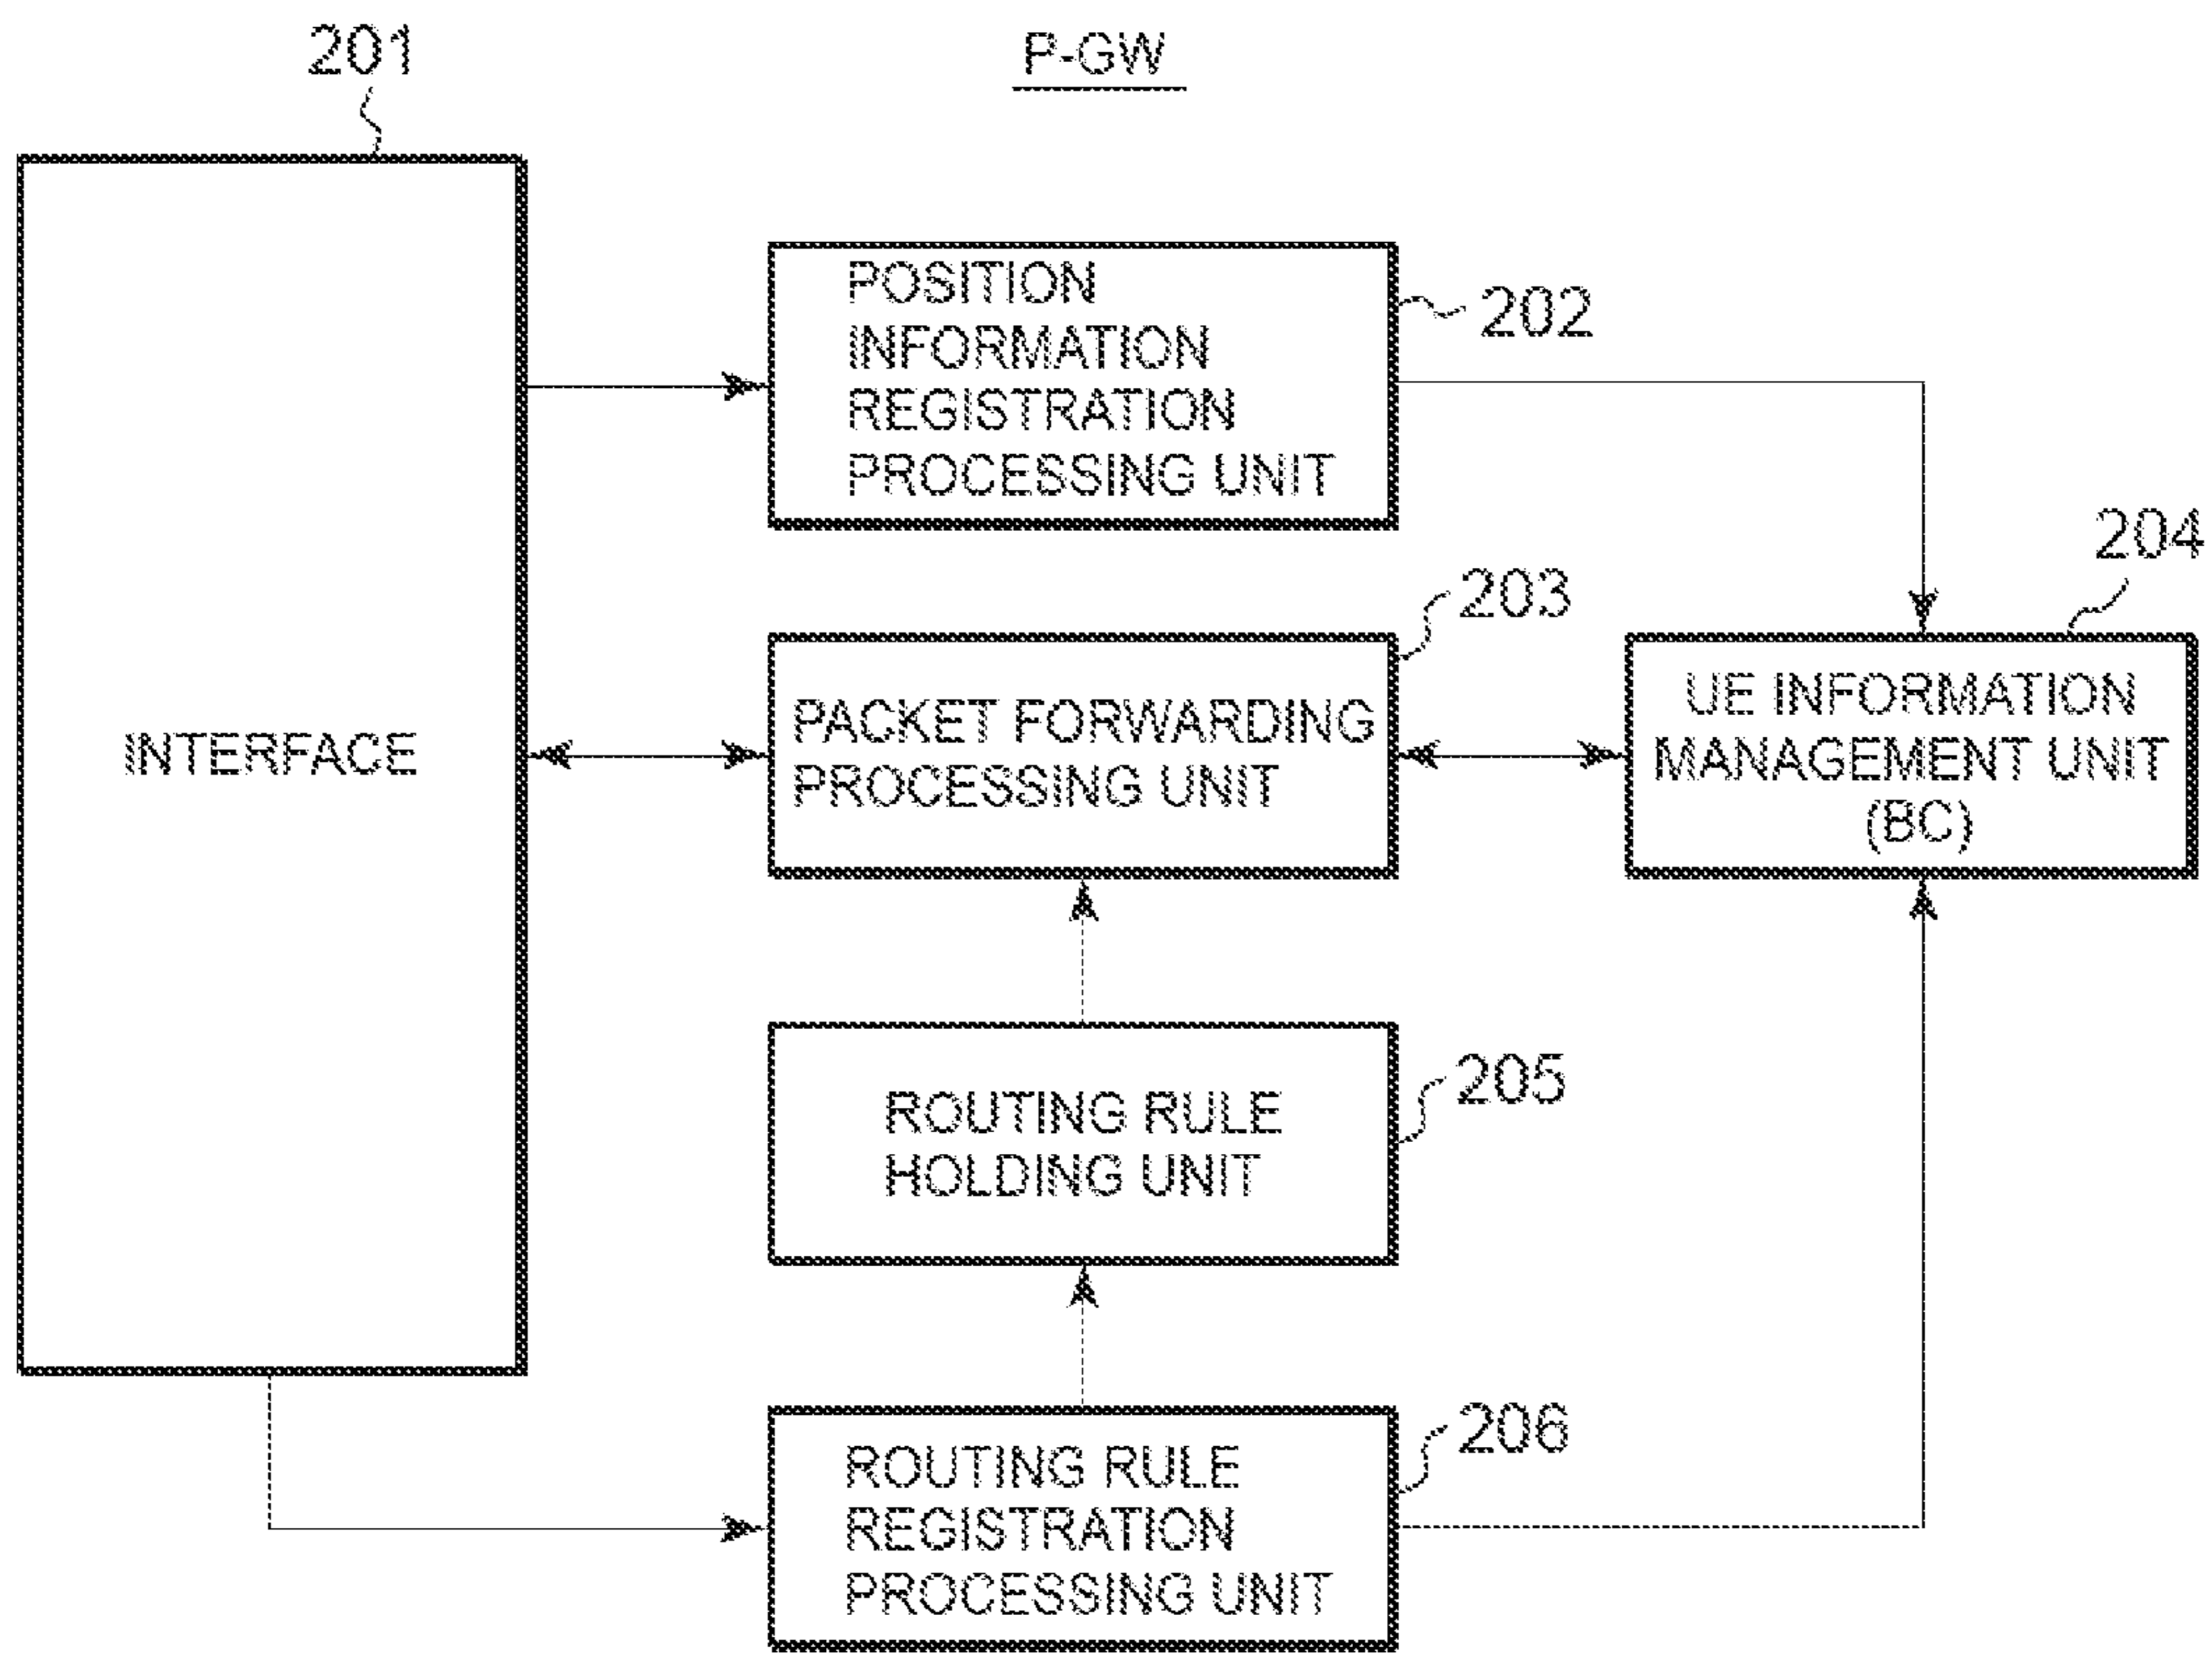 201
P-GW
POSITION
INFORMATION
REGISTRATION
PROCESSING UNIT
202
203
204
INTERFACE
PACKET FORWARDING
PROCESSING UNIT
UE INFORMATION
MANAGEMENT UNIT
(BC)
ROUTING RULE
HOLDING UNIT
205
ROUTING RULE
REGISTRATION
PROCESSING UNIT
206